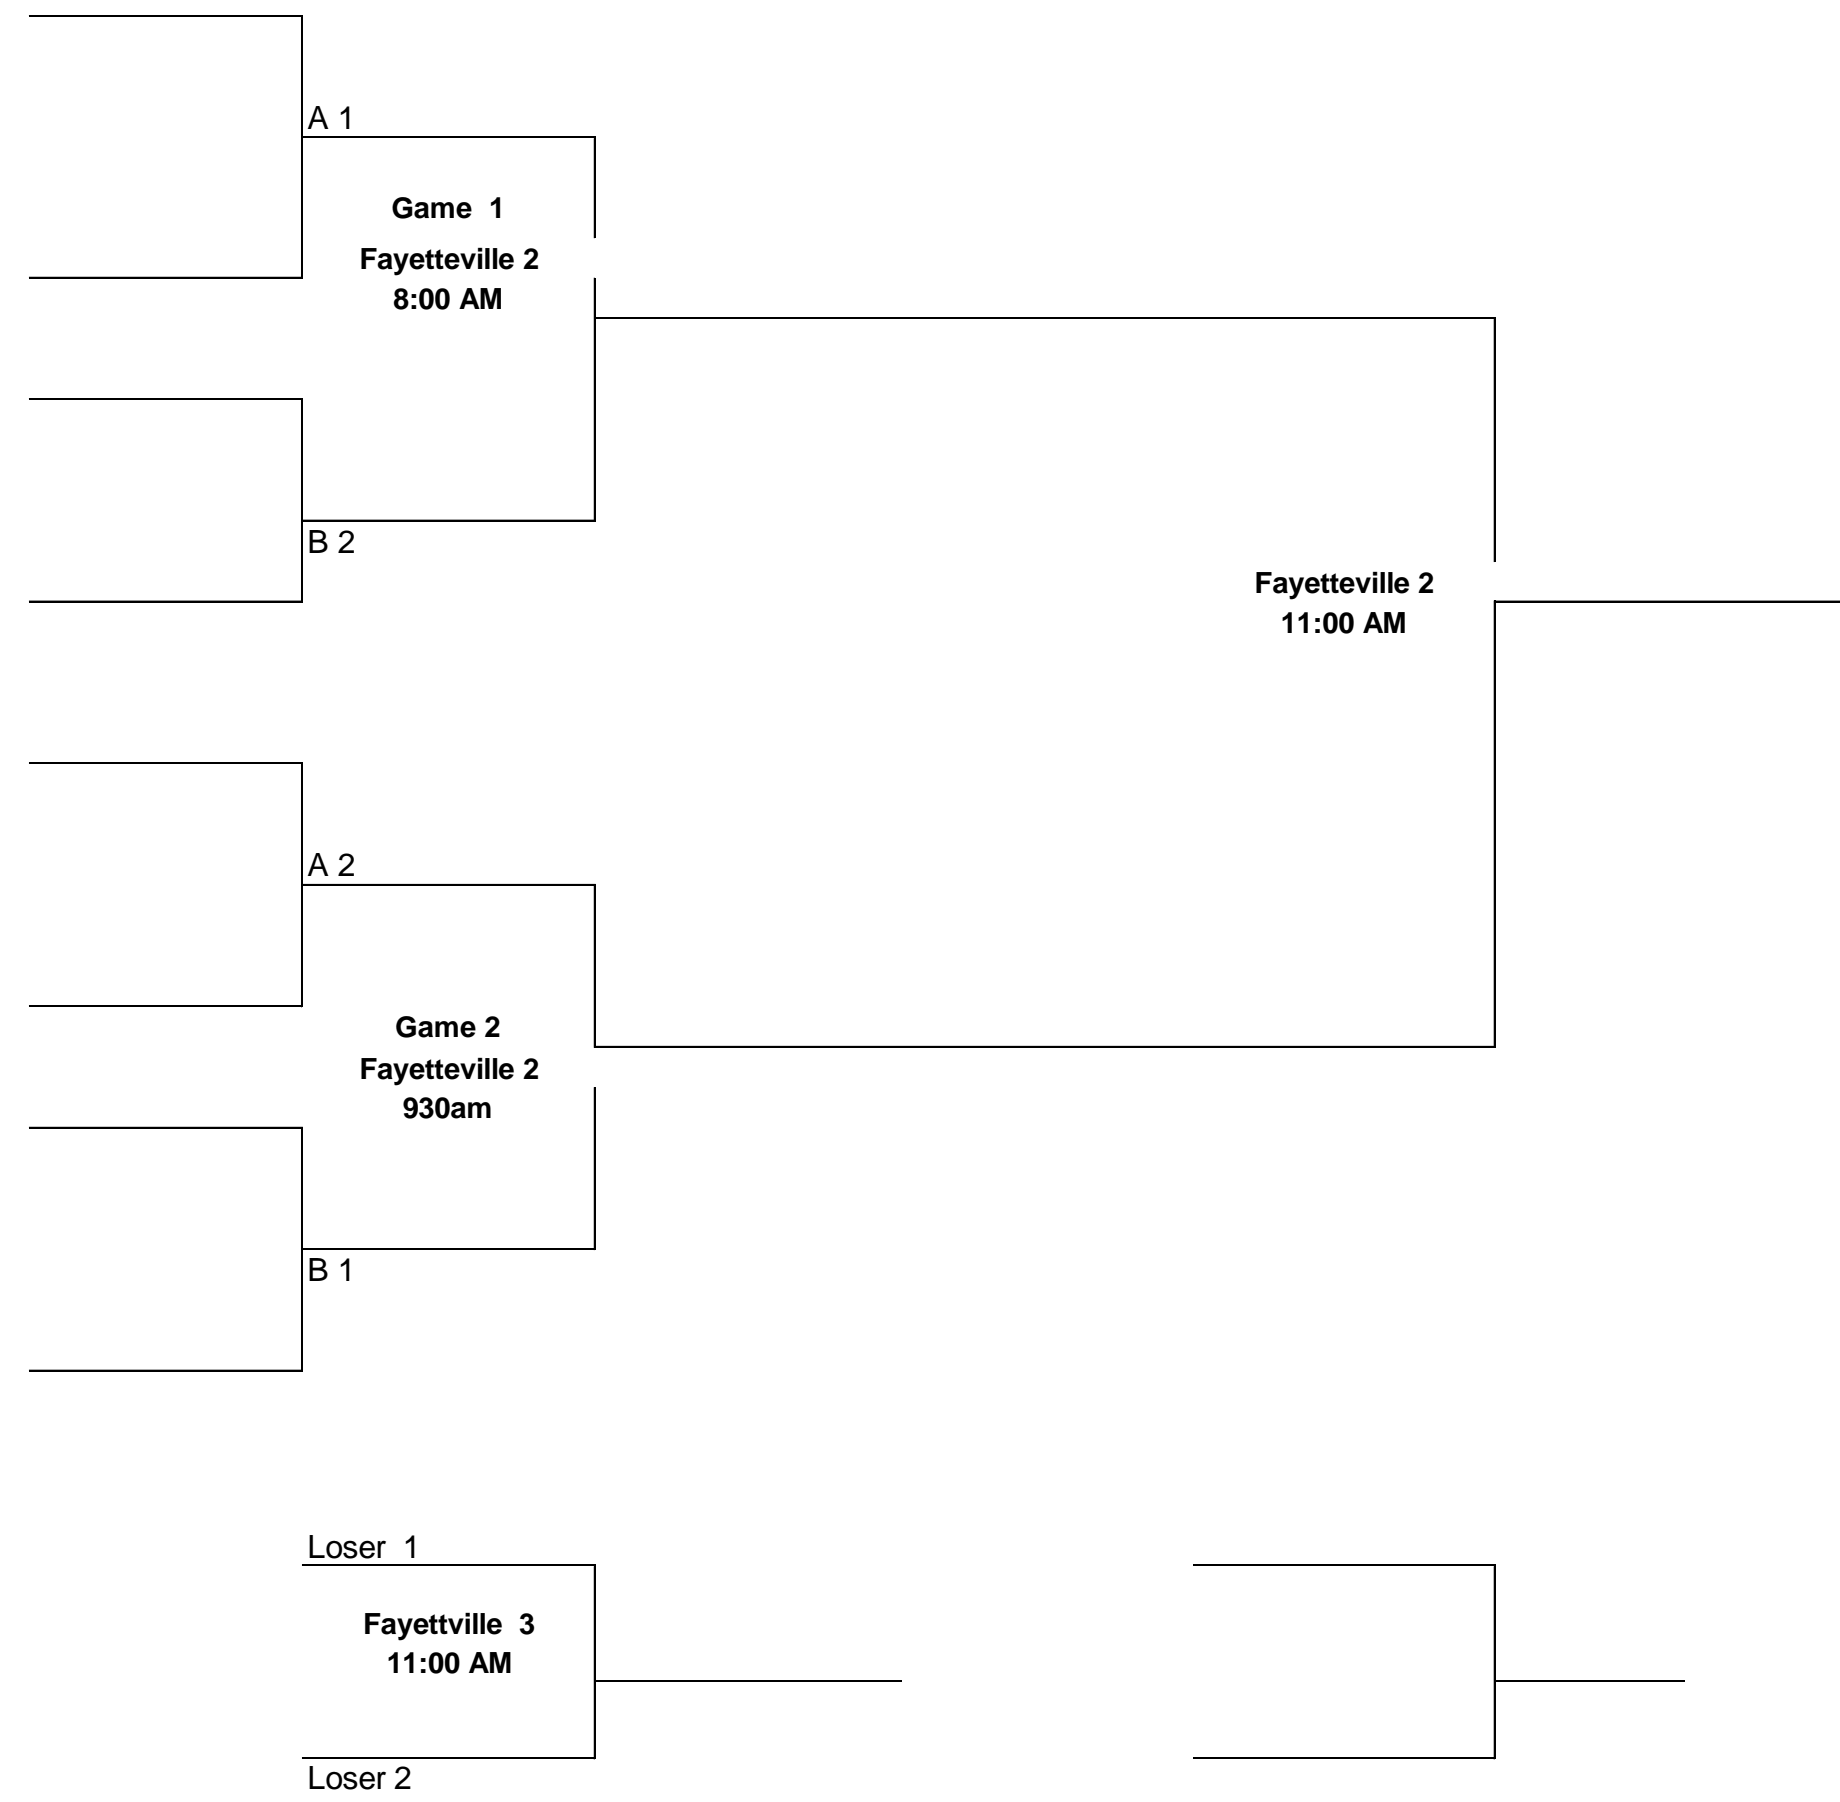 A 1
Game  1
Fayetteville 2
8:00 AM
B 2
Fayetteville 2
11:00 AM
A 2
Game 2
Fayetteville 2
930am
B 1
Loser  1
Fayettville  3
11:00 AM
Loser 2